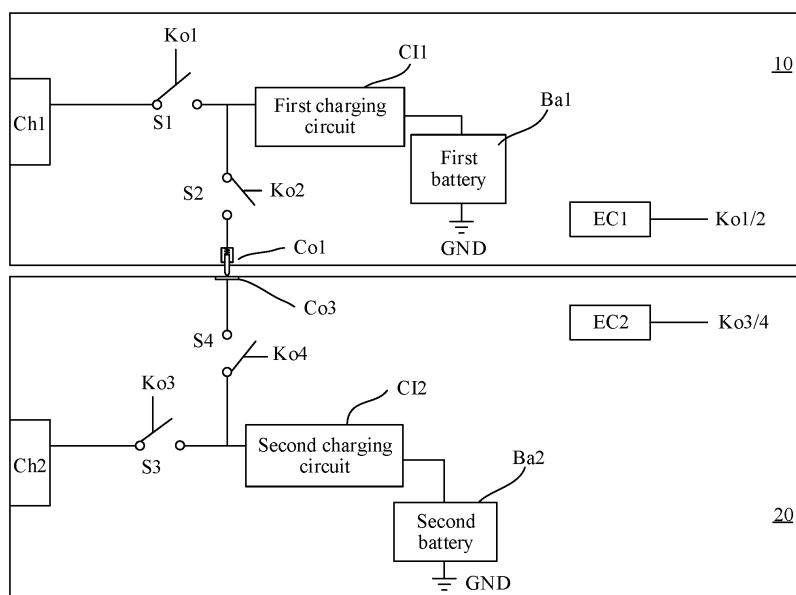 Ko1
CI1
10
Ch1
S1
First charging
circuit
Ba1
First
battery
S2
Ko2
EC1
Ko1/2
GND
Co1
Co3
EC2
Ko3/4
S4
Ko4
Ko3
CI2
Ch2
S3
Second charging
circuit
Ba2
Second
battery
20
GND